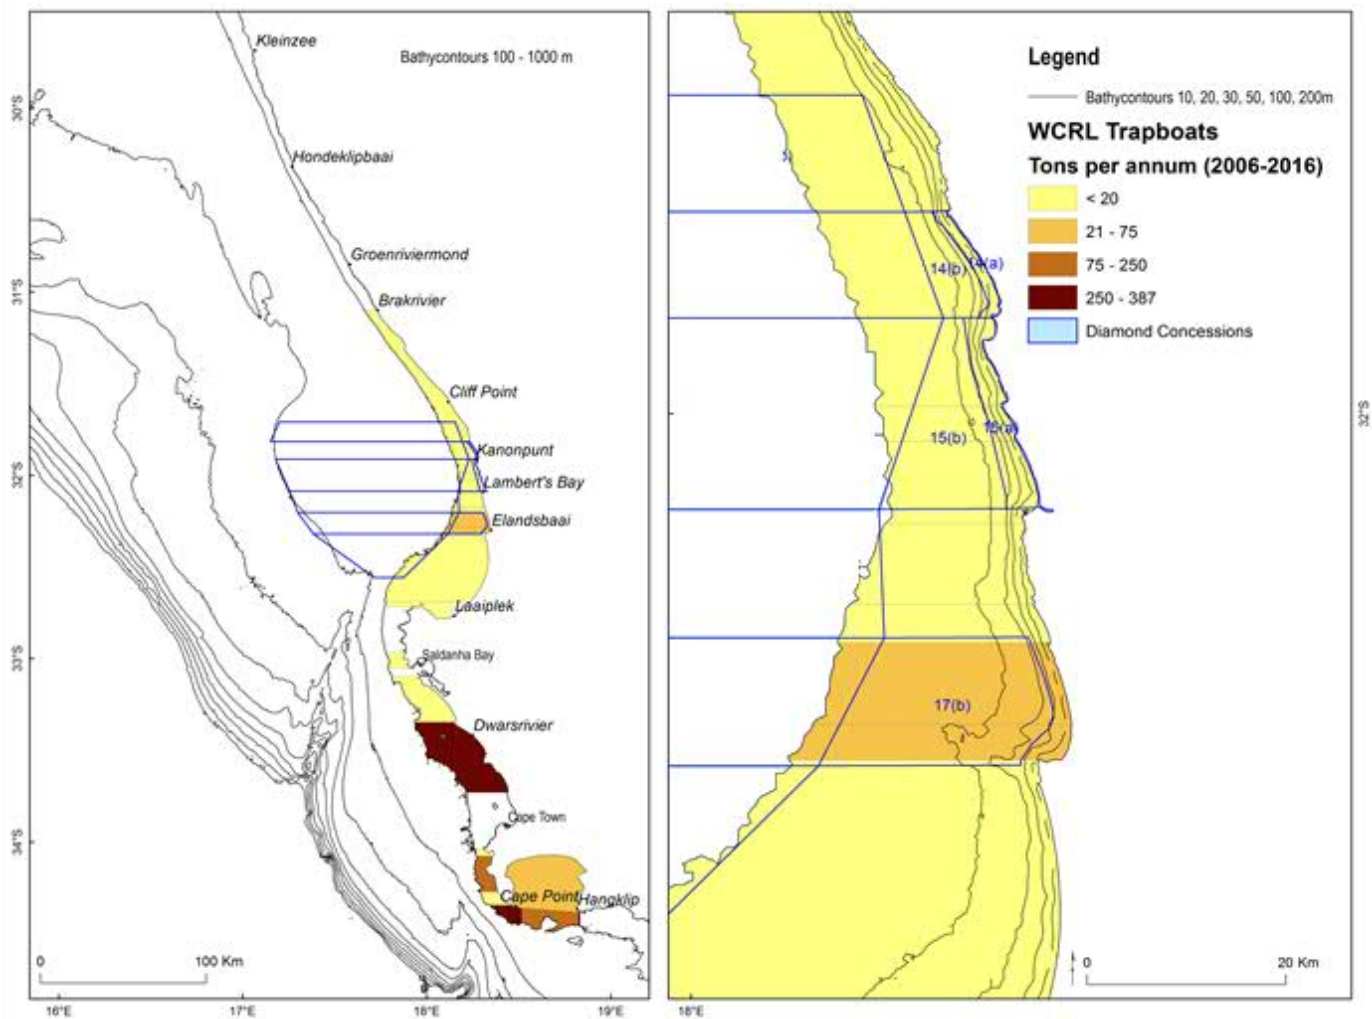 Kleinzee
Bathycontours 100 - 1000 m
30°S
Hondeklipbaai
Groenriviermond
31°S
Brakrivier
Cliff Point
Kanonpunt
32°S
Lambert's Bay
Elandsbaai
Laaiplek
33°S
Saldanha Bay
Dwarsrivier
Cape Town
34°S
Cape Point
Hangklip
0 100 Km
16°E 17°E 18°E 19°E
Legend
Bathycontours 10, 20, 30, 50, 100, 200m
WCRL Trapboats
Tons per annum (2006-2016)
< 20
21 - 75
75 - 250
250 - 387
Diamond Concessions
14(b) 14(a)
32°S
15(b) 15(a)
17(b)
0 20 Km
18°E